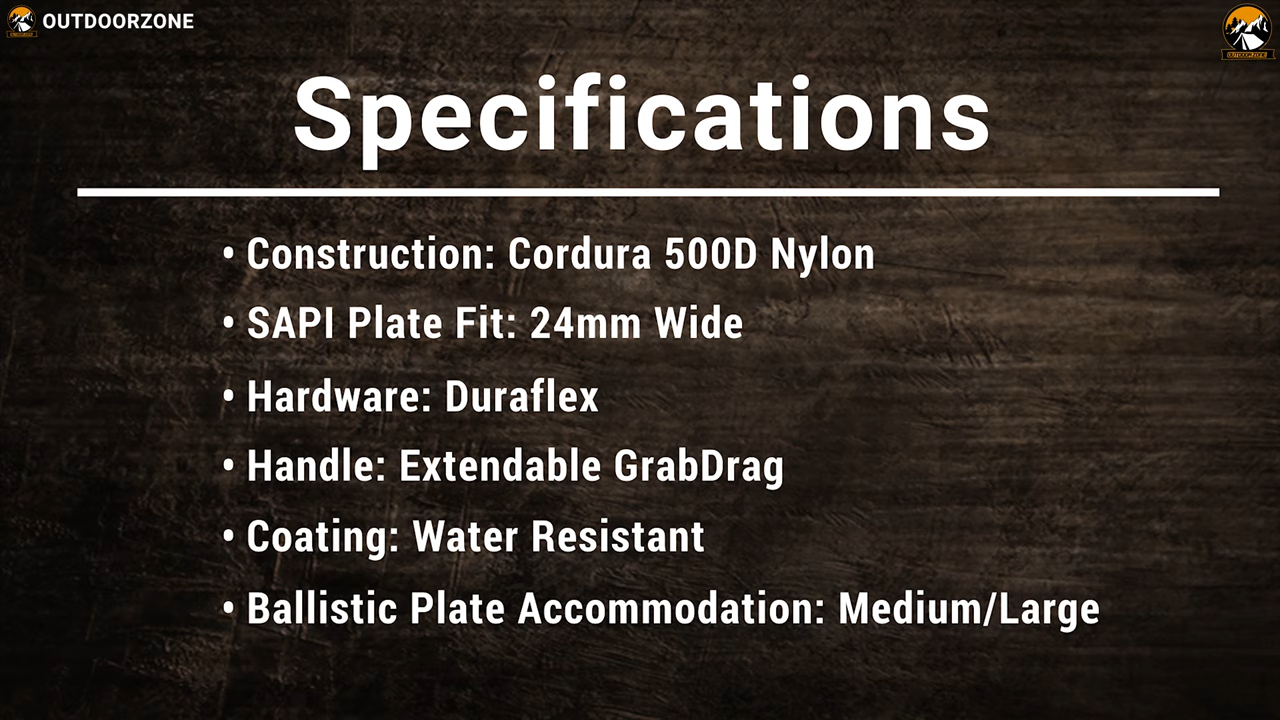 OUTDOORZONE
OUTDOORZONE
Specifications
• Construction: Cordura 500D Nylon
• SAPI Plate Fit: 24mm Wide
• Hardware: Duraflex
• Handle: Extendable GrabDrag
• Coating: Water Resistant
• Ballistic Plate Accommodation: Medium/Large